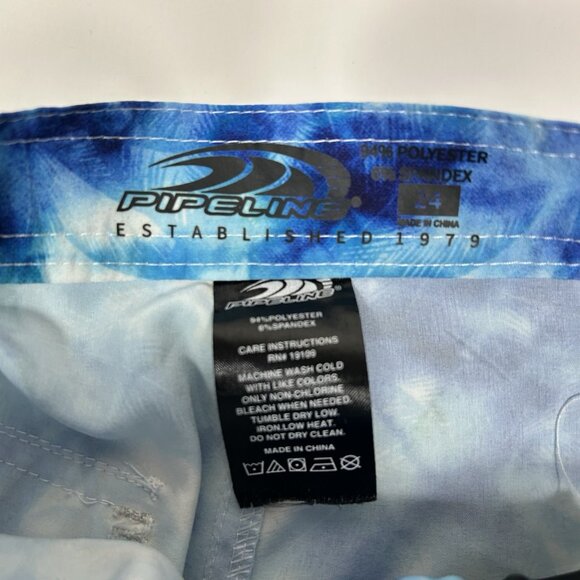 94% POLYESTER
6% SPANDEX
PIPELINE®
MADE IN CHINA
ESTABLISHED 1979
PIPELINE®
94%POLYESTER
6%SPANDEX
CARE INSTRUCTIONS
RN# 19109
MACHINE WASH COLD
WITH LIKE COLORS.
ONLY NON-CHLORINE
BLEACH WHEN NEEDED.
TUMBLE DRY LOW.
IRON.LOW HEAT.
DO NOT DRY CLEAN.
MADE IN CHINA